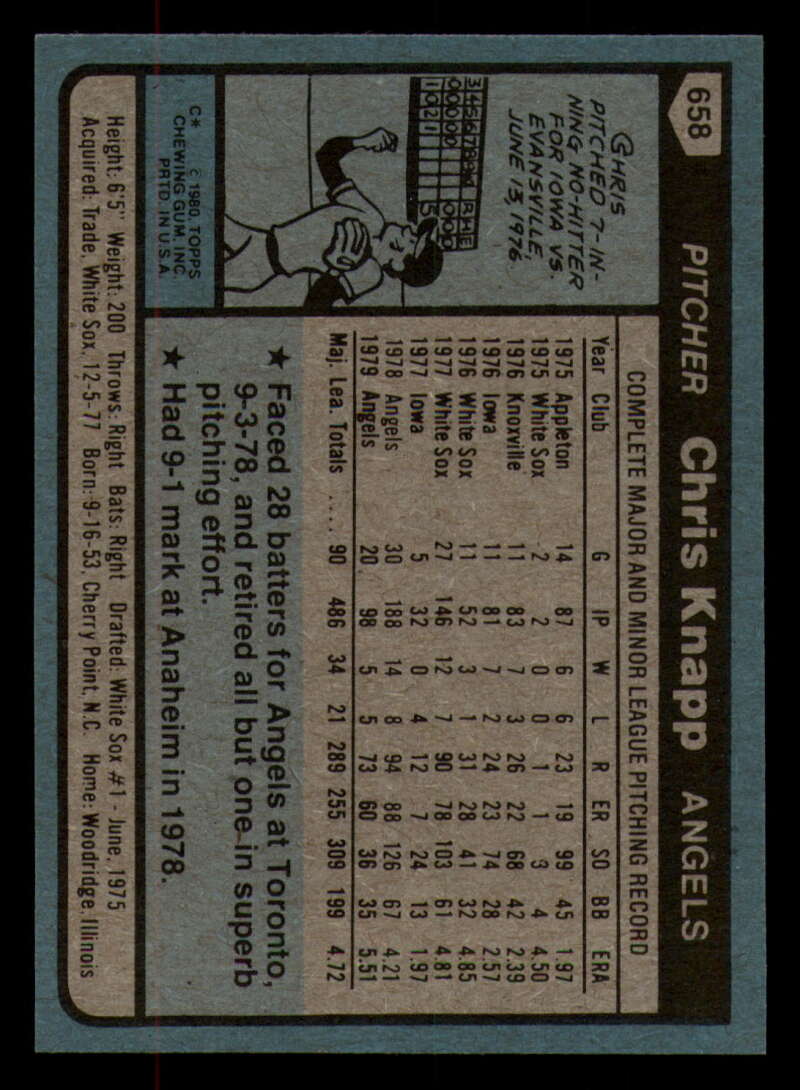 658
PITCHER Chris Knapp ANGELS
CHRIS
PITCHED 7-IN-
NING NO-HITTER
FOR IOWA VS.
EVANSVILLE,
JUNE 13, 1976.
3456789 RHE
00000 000
1021 5
C* © 1980 TOPPS
CHEWING GUM, INC.
PRTD. IN U.S.A.
COMPLETE MAJOR AND MINOR LEAGUE PITCHING RECORD
Year Club G IP W L R ER SO BB ERA
1975 Appleton 14 87 6 6 23 19 99 45 1.97
1975 White Sox 2 2 0 0 1 1 3 4 4.50
1976 Knoxville 11 83 7 3 26 22 68 42 2.39
1976 Iowa 11 81 7 2 24 23 74 28 2.57
1976 White Sox 11 52 3 1 31 28 41 32 4.85
1977 White Sox 27 146 12 7 90 78 103 61 4.81
1977 Iowa 5 32 0 4 12 7 24 13 1.97
1978 Angels 30 188 14 8 94 88 126 67 4.21
1979 Angels 20 98 5 5 73 60 36 35 5.51
Maj. Lea. Totals .... 90 486 34 21 289 255 309 199 4.72
★ Faced 28 batters for Angels at Toronto,
9-3-78, and retired all but one in superb
pitching effort.
★ Had 9-1 mark at Anaheim in 1978.
Height: 6'5" Weight: 200 Throws: Right Bats: Right Drafted: White Sox #1 - June, 1975
Acquired: Trade, White Sox, 12-5-77 Born: 9-16-53, Cherry Point, N.C Home: Woodridge, Illinois